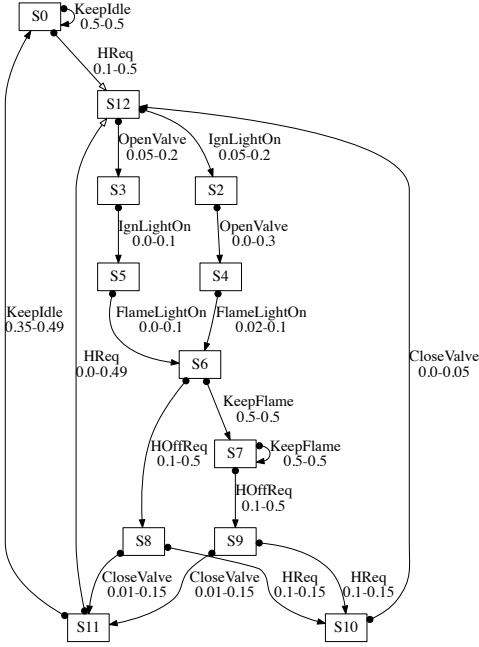 S0
KeepIdle
0.5-0.5
HReq
0.1-0.5
S12
OpenValve
0.05-0.2
IgnLightOn
0.05-0.2
S3
S2
IgnLightOn
0.0-0.1
OpenValve
0.0-0.3
S5
S4
FlameLightOn
0.0-0.1
FlameLightOn
0.02-0.1
KeepIdle
0.35-0.49
HReq
0.0-0.49
CloseValve
0.0-0.05
S6
KeepFlame
0.5-0.5
S7
KeepFlame
0.5-0.5
HOffReq
0.1-0.5
HOffReq
0.1-0.5
S8
S9
CloseValve
0.01-0.15
CloseValve
0.01-0.15
HReq
0.1-0.15
HReq
0.1-0.15
S11
S10